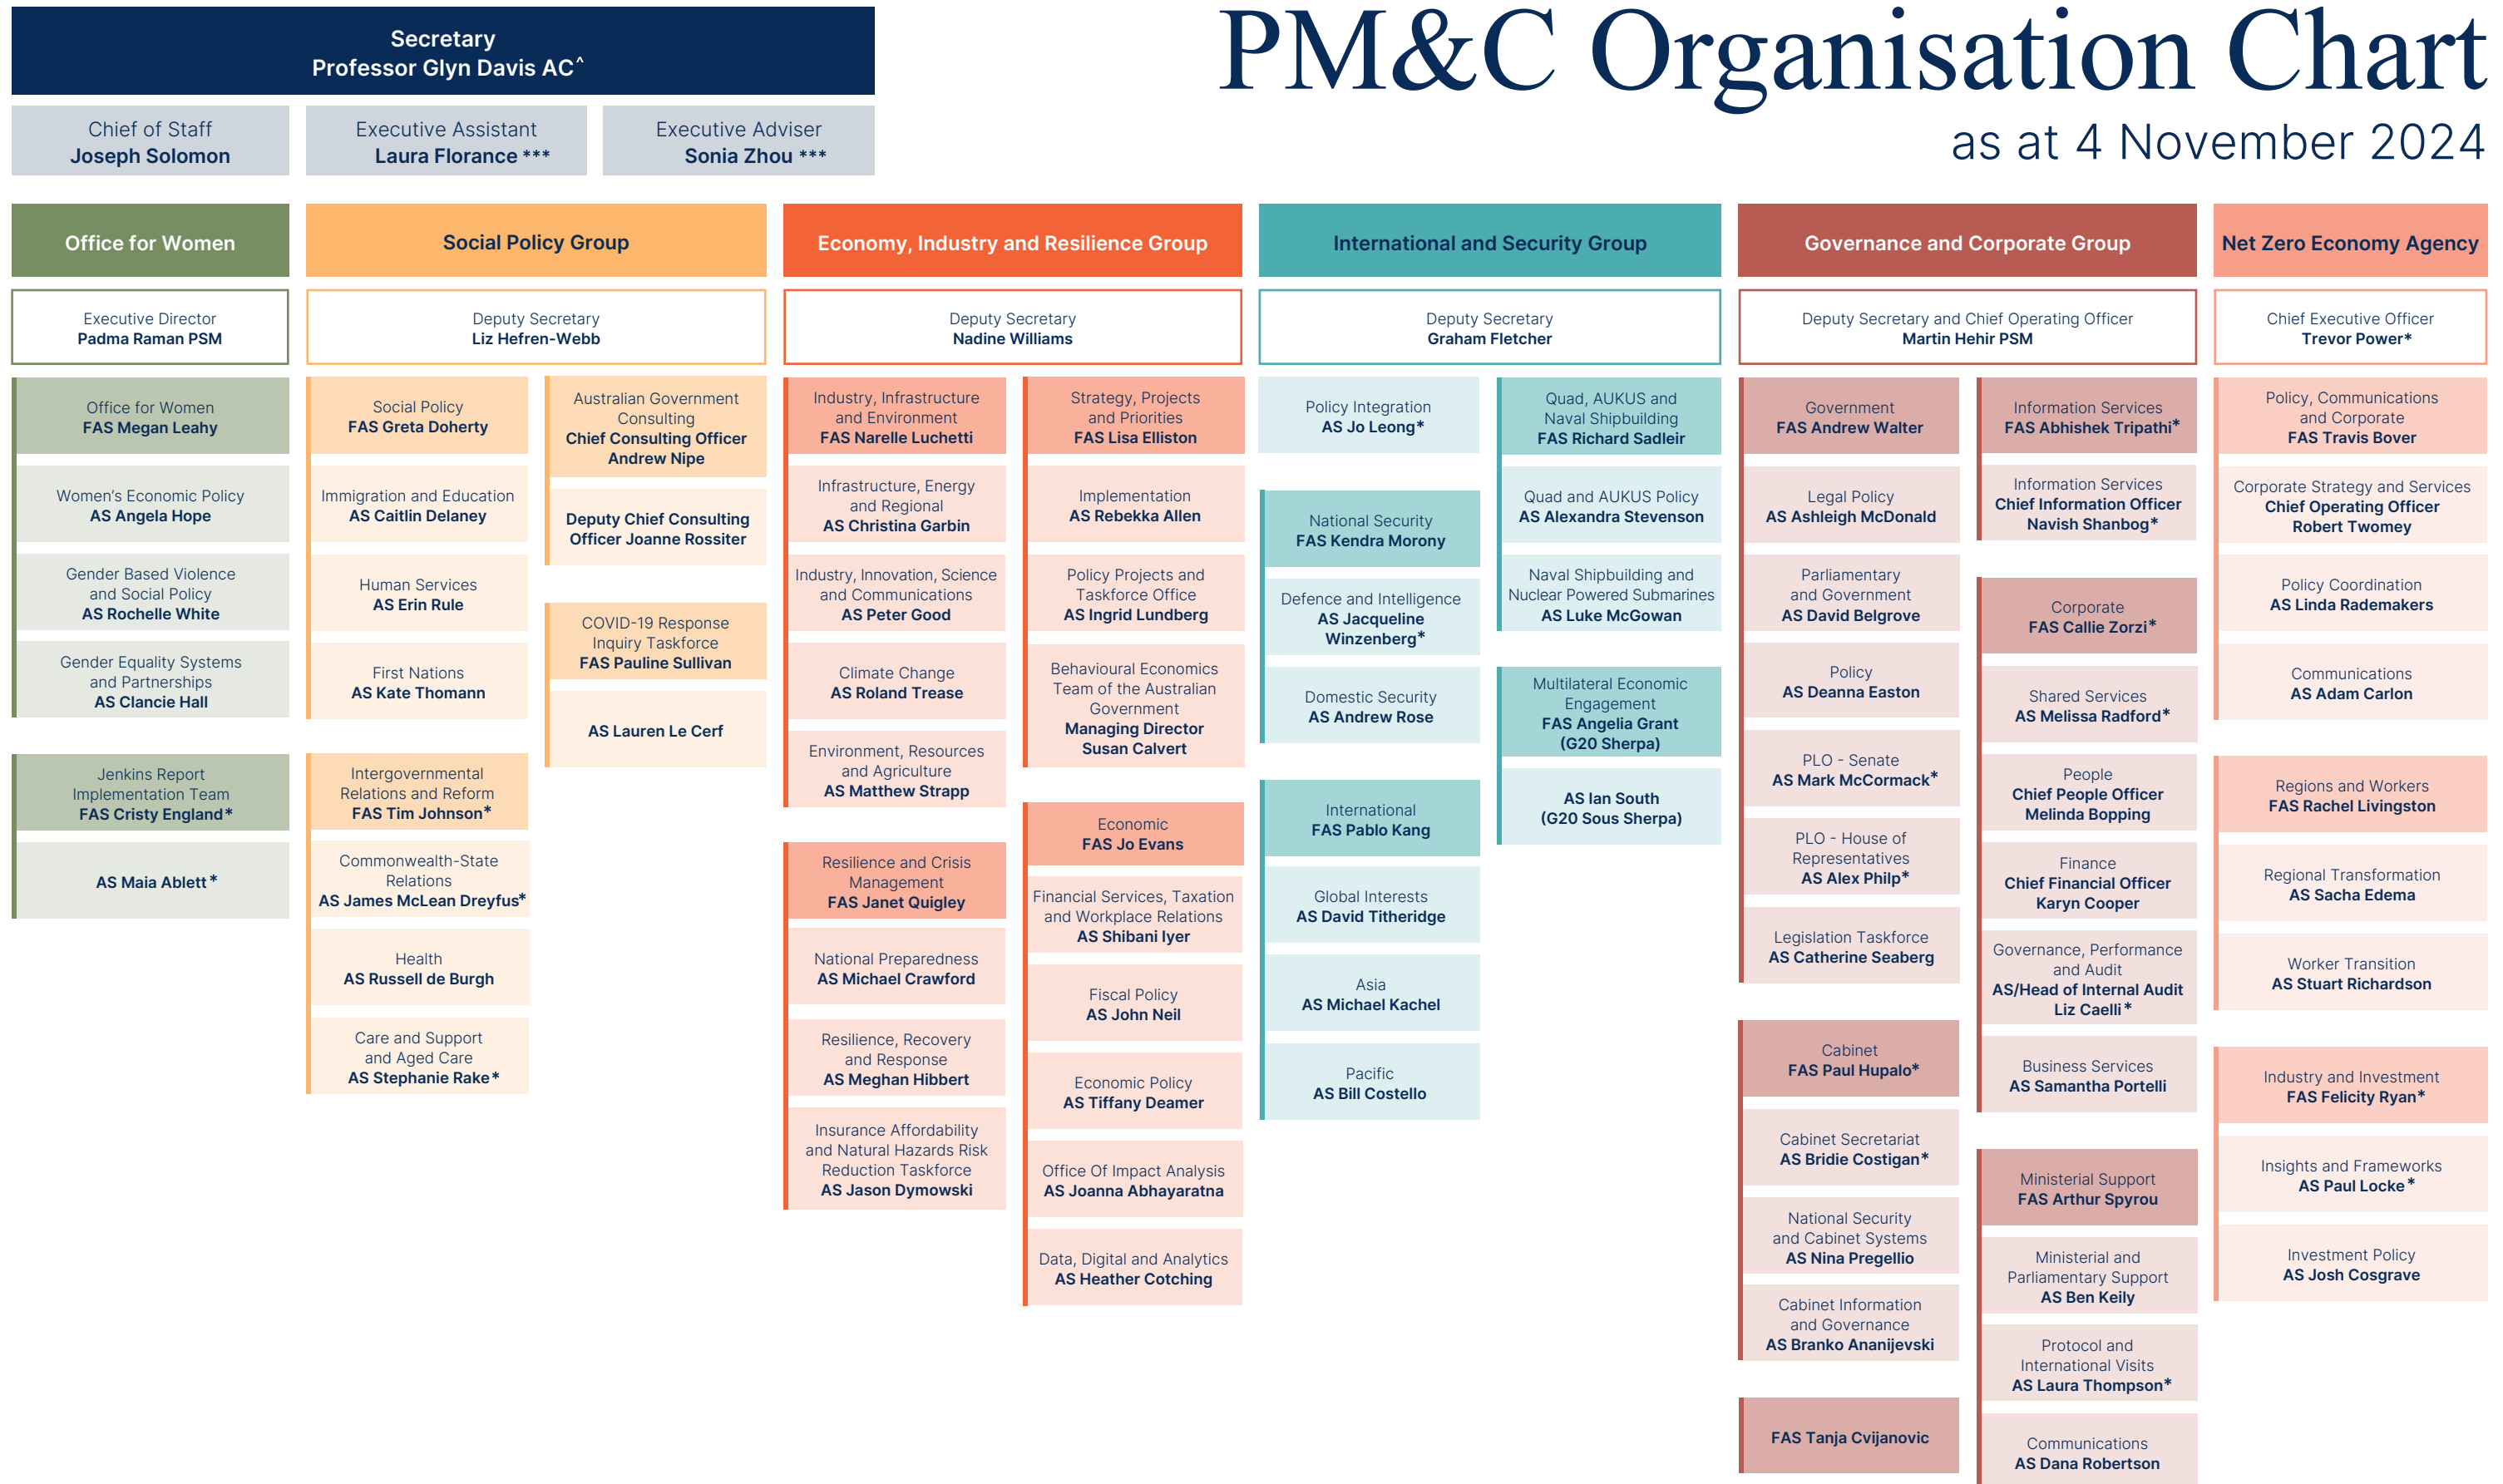 Secretary
Professor Glyn Davis AC^
PM&C Organisation Chart
as at 4 November 2024
Chief of Staff
Joseph Solomon
Executive Assistant
Laura Florance ***
Executive Adviser
Sonia Zhou ***
Office for Women
Executive Director
Padma Raman PSM
Office for Women
FAS Megan Leahy
Women's Economic Policy
AS Angela Hope
Gender Based Violence
and Social Policy
AS Rochelle White
Gender Equality Systems
and Partnerships
AS Clancie Hall
Jenkins Report
Implementation Team
FAS Cristy England*
AS Maia Ablett*
Social Policy Group
Deputy Secretary
Liz Hefren-Webb
Social Policy
FAS Greta Doherty
Immigration and Education
AS Caitlin Delaney
Human Services
AS Erin Rule
First Nations
AS Kate Thomann
Intergovernmental
Relations and Reform
FAS Tim Johnson*
Commonwealth-State
Relations
AS James McLean Dreyfus*
Health
AS Russell de Burgh
Care and Support
and Aged Care
AS Stephanie Rake*
Australian Government
Consulting
Chief Consulting Officer
Andrew Nipe
Deputy Chief Consulting
Officer Joanne Rossiter
COVID-19 Response
Inquiry Taskforce
FAS Pauline Sullivan
AS Lauren Le Cerf
Economy, Industry and Resilience Group
Deputy Secretary
Nadine Williams
Industry, Infrastructure
and Environment
FAS Narelle Luchetti
Infrastructure, Energy
and Regional
AS Christina Garbin
Industry, Innovation, Science
and Communications
AS Peter Good
Climate Change
AS Roland Trease
Environment, Resources
and Agriculture
AS Matthew Strapp
Resilience and Crisis
Management
FAS Janet Quigley
National Preparedness
AS Michael Crawford
Resilience, Recovery
and Response
AS Meghan Hibbert
Insurance Affordability
and Natural Hazards Risk
Reduction Taskforce
AS Jason Dymowski
Strategy, Projects
and Priorities
FAS Lisa Elliston
Implementation
AS Rebekka Allen
Policy Projects and
Taskforce Office
AS Ingrid Lundberg
Behavioural Economics
Team of the Australian
Government
Managing Director
Susan Calvert
Economic
FAS Jo Evans
Financial Services, Taxation
and Workplace Relations
AS Shibani Iyer
Fiscal Policy
AS John Neil
Economic Policy
AS Tiffany Deamer
Office Of Impact Analysis
AS Joanna Abhayaratna
Data, Digital and Analytics
AS Heather Cotching
International and Security Group
Deputy Secretary
Graham Fletcher
Policy Integration
AS Jo Leong*
National Security
FAS Kendra Morony
Defence and Intelligence
AS Jacqueline
Winzenberg*
Domestic Security
AS Andrew Rose
International
FAS Pablo Kang
Global Interests
AS David Titheridge
Asia
AS Michael Kachel
Pacific
AS Bill Costello
Quad, AUKUS and
Naval Shipbuilding
FAS Richard Sadleir
Quad and AUKUS Policy
AS Alexandra Stevenson
Naval Shipbuilding and
Nuclear Powered Submarines
AS Luke McGowan
Multilateral Economic
Engagement
FAS Angelia Grant
(G20 Sherpa)
AS Ian South
(G20 Sous Sherpa)
Governance and Corporate Group
Deputy Secretary and Chief Operating Officer
Martin Hehir PSM
Government
FAS Andrew Walter
Legal Policy
AS Ashleigh McDonald
Parliamentary
and Government
AS David Belgrove
Policy
AS Deanna Easton
PLO - Senate
AS Mark McCormack*
PLO - House of
Representatives
AS Alex Philp*
Legislation Taskforce
AS Catherine Seaberg
Cabinet
FAS Paul Hupalo*
Cabinet Secretariat
AS Bridie Costigan*
National Security
and Cabinet Systems
AS Nina Pregellio
Cabinet Information
and Governance
AS Branko Ananijevski
FAS Tanja Cvijanovic
Information Services
FAS Abhishek Tripathi*
Information Services
Chief Information Officer
Navish Shanbog*
Corporate
FAS Callie Zorzi*
Shared Services
AS Melissa Radford*
People
Chief People Officer
Melinda Bopping
Finance
Chief Financial Officer
Karyn Cooper
Governance, Performance
and Audit
AS/Head of Internal Audit
Liz Caelli*
Business Services
AS Samantha Portelli
Ministerial Support
FAS Arthur Spyrou
Ministerial and
Parliamentary Support
AS Ben Keily
Protocol and
International Visits
AS Laura Thompson*
Communications
AS Dana Robertson
Net Zero Economy Agency
Chief Executive Officer
Trevor Power*
Policy, Communications
and Corporate
FAS Travis Bover
Corporate Strategy and Services
Chief Operating Officer
Robert Twomey
Policy Coordination
AS Linda Rademakers
Communications
AS Adam Carlon
Regions and Workers
FAS Rachel Livingston
Regional Transformation
AS Sacha Edema
Worker Transition
AS Stuart Richardson
Industry and Investment
FAS Felicity Ryan*
Insights and Frameworks
AS Paul Locke*
Investment Policy
AS Josh Cosgrave